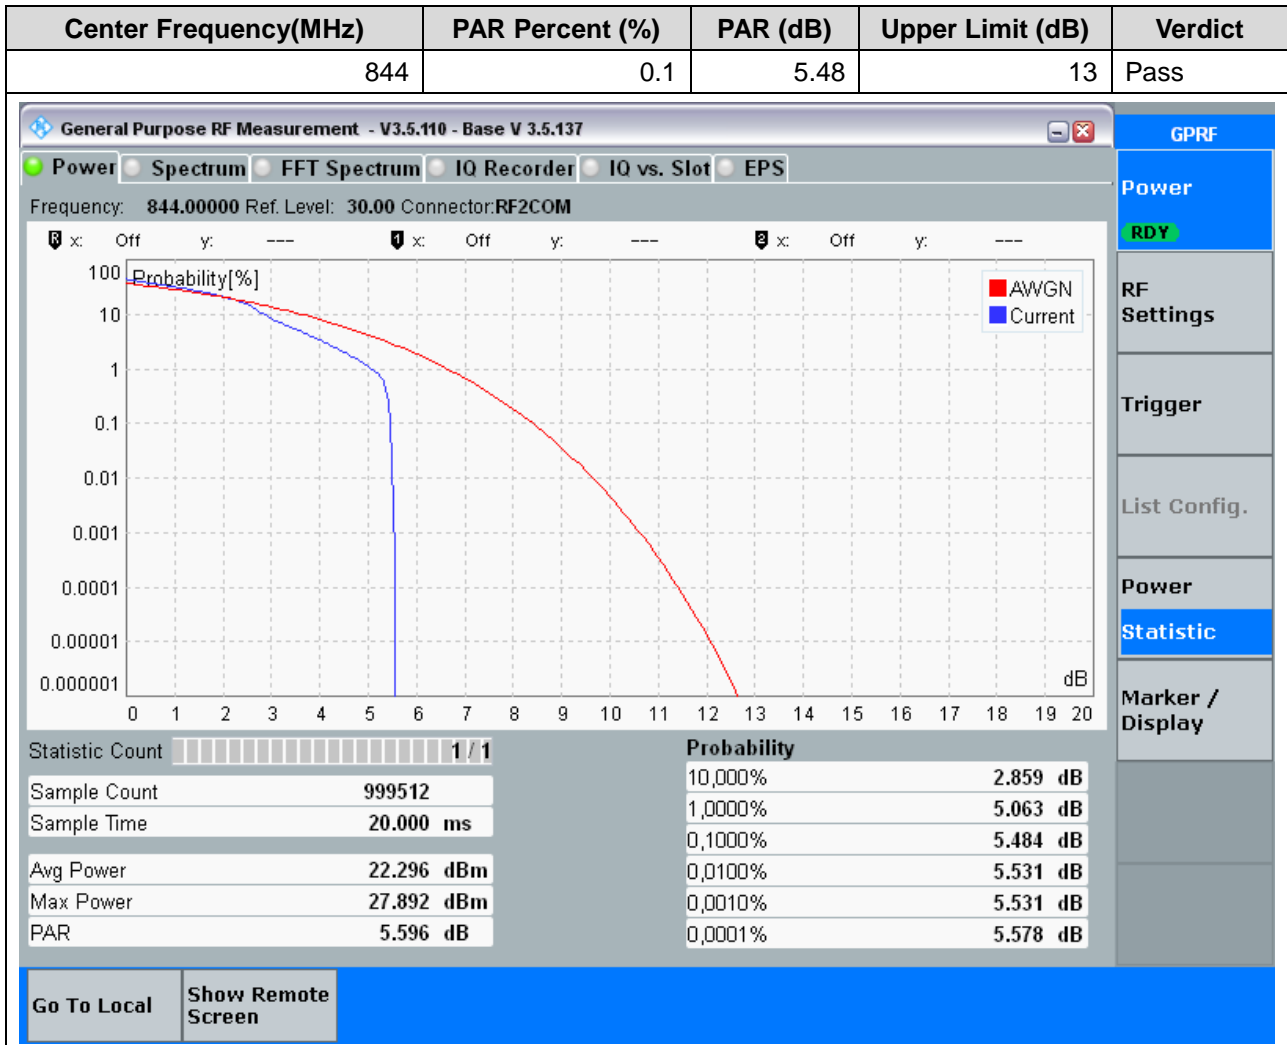 Center Frequency(MHz) PAR Percent (%) PAR (dB) Upper Limit (dB) Verdict
844 0.1 5.48 13 Pass
General Purpose RF Measurement - V3.5.110 - Base V 3.5.137
GPRF
Power Spectrum FFT Spectrum IQ Recorder IQ vs. Slot EPS
Frequency: 844.00000 Ref. Level: 30.00 Connector:RF2COM
R x: Off y: --- 1 x: Off y: --- 2 x: Off y: ---
Probability[%]
AWGN
Current
100
10
1
0.1
0.01
0.001
0.0001
0.00001
0.000001
dB
0 1 2 3 4 5 6 7 8 9 10 11 12 13 14 15 16 17 18 19 20
Statistic Count 1 / 1
Sample Count 999512
Sample Time 20.000 ms
Avg Power 22.296 dBm
Max Power 27.892 dBm
PAR 5.596 dB
Probability
10,000% 2.859 dB
1,0000% 5.063 dB
0,1000% 5.484 dB
0,0100% 5.531 dB
0,0010% 5.531 dB
0,0001% 5.578 dB
Power
RDY
RF
Settings
Trigger
List Config.
Power
Statistic
Marker /
Display
Go To Local
Show Remote
Screen